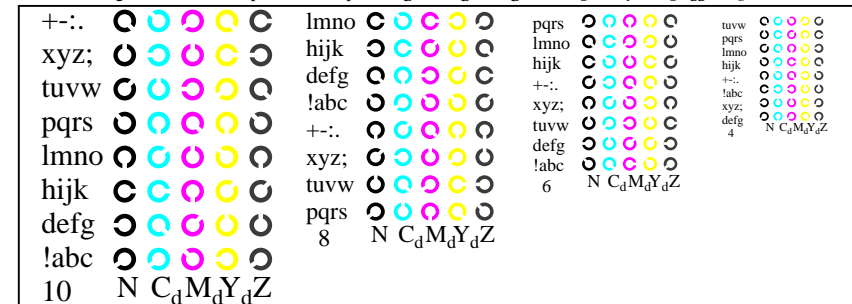 +-:.
xyz;
tuvw
pqrs
lmno
hijk
defg
!abc
10 N CdMdYdZ
lmno
hijk
defg
!abc
+-:.
xyz;
tuvw
pqrs
8 N CdMdYdZ
pqrs
lmno
hijk
+-:.
xyz;
tuvw
defg
!abc
6 N CdMdYdZ
tuvw
pqrs
lmno
hijk
+-:.
!abc
xyz;
defg
4 N CdMdYdZ